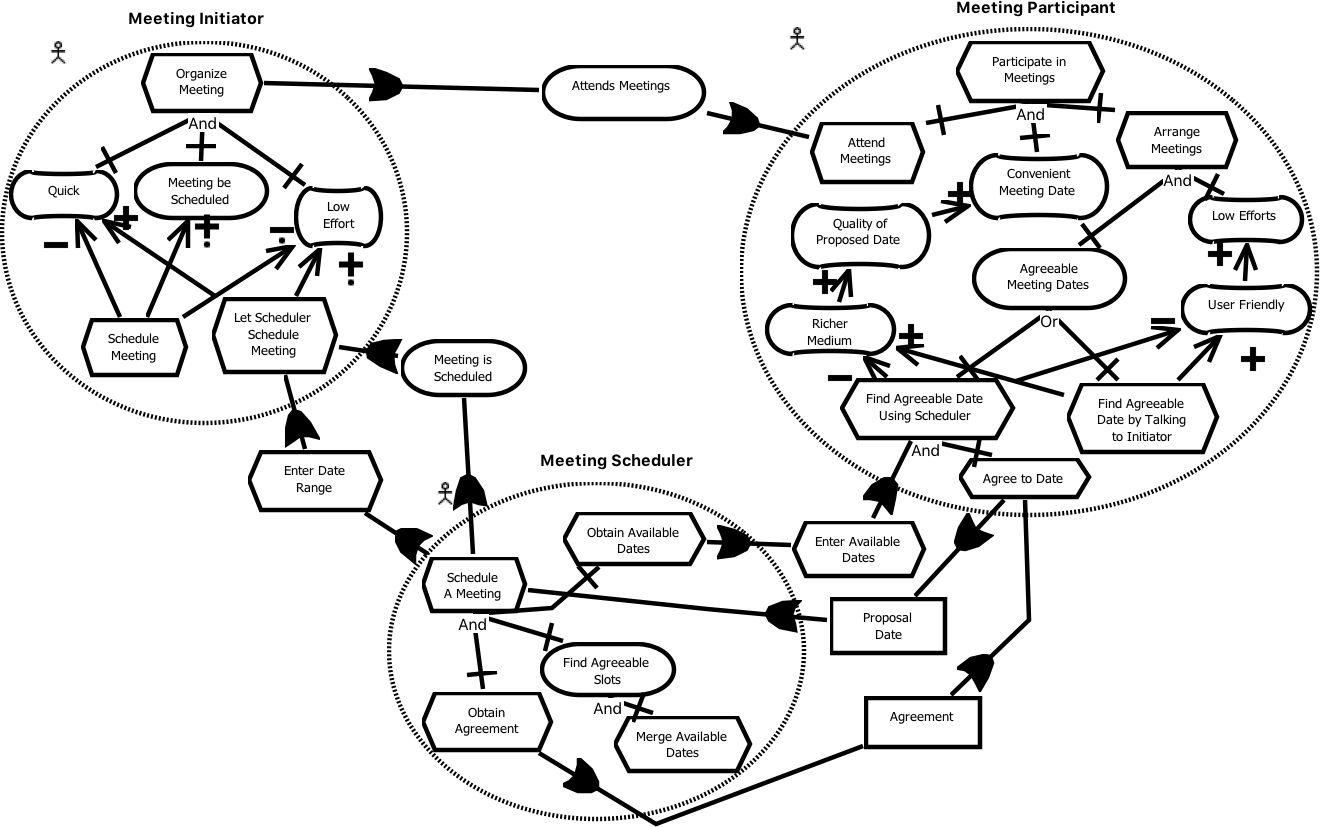 Meeting Initiator
Meeting Participant
Organize
Meeting
And
Quick
Meeting be
Scheduled
Low
Effort
Schedule
Meeting
Let Scheduler
Schedule
Meeting
Attends Meetings
Participate in
Meetings
And
Attend
Meetings
Convenient
Meeting Date
Arrange
Meetings
And
Quality of
Proposed Date
Low Efforts
Agreeable
Meeting Dates
Or
User Friendly
Richer
Medium
Find Agreeable Date
Using Scheduler
And
Find Agreeable
Date by Talking
to Initiator
Agree to Date
Meeting is
Scheduled
Enter Date
Range
Meeting Scheduler
Obtain Available
Dates
Enter Available
Dates
Schedule
A Meeting
And
Proposal
Date
Find Agreeable
Slots
And
Obtain
Agreement
Merge Available
Dates
Agreement